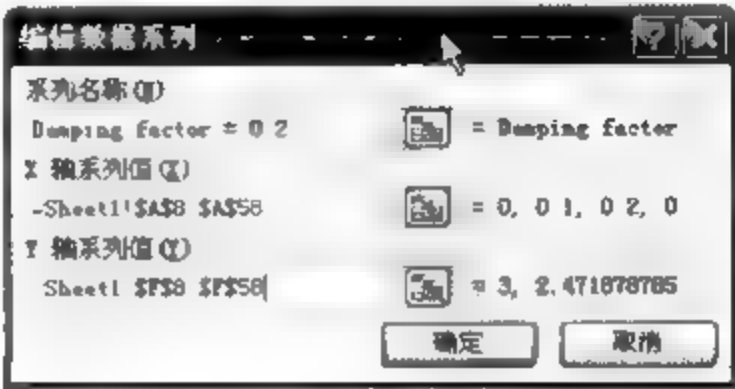 编辑数据系列
系列名称(N)
Damping factor = 0 2 = Damping factor
X 轴系列值(X)
=Sheet1!$A$8 $A$58 = 0, 0 1, 0 2, 0
Y 轴系列值(Y)
Sheet1 $F$8 $F$58 = 3, 2.471878785
确定 取消